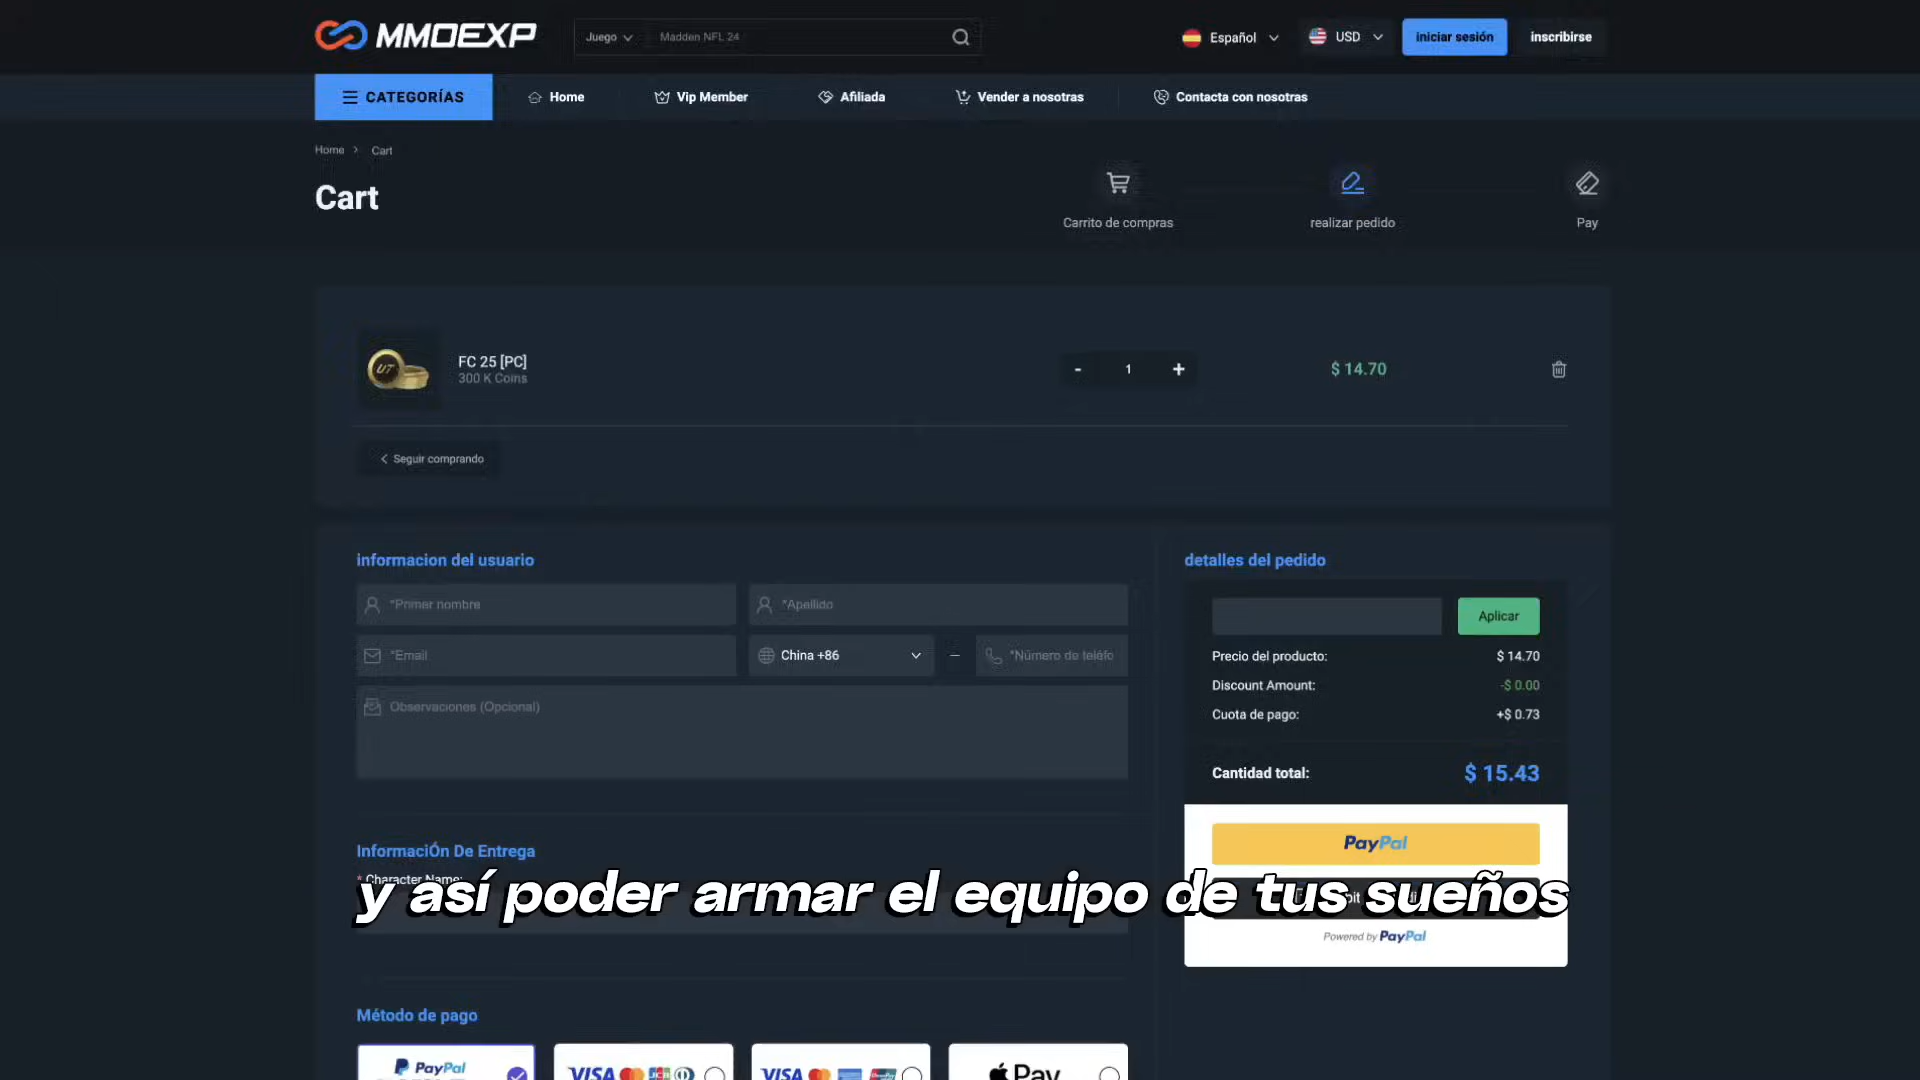 MMOEXP
Juego
Madden NFL 24
Español
USD
iniciar sesión
inscribirse
CATEGORÍAS
Home
Vip Member
Afiliada
Vender a nosotras
Contacta con nosotras
Home > Cart
Cart
Carrito de compras
realizar pedido
Pay
UT
FC 25 [PC]
300 K Coins
- 1 +
$ 14.70
< Seguir comprando
informacion del usuario
*Primer nombre
*Apellido
*Email
China +86
–
*Número de teléfo
Observaciones (Opcional)
detalles del pedido
Aplicar
Precio del producto: $ 14.70
Discount Amount: -$ 0.00
Cuota de pago: +$ 0.73
Cantidad total: $ 15.43
PayPal
InformaciÓn De Entrega
* Character Name:
y así poder armar el equipo de tus sueños
Powered by PayPal
Método de pago
PayPal
VISA
JCB
VISA
Pay